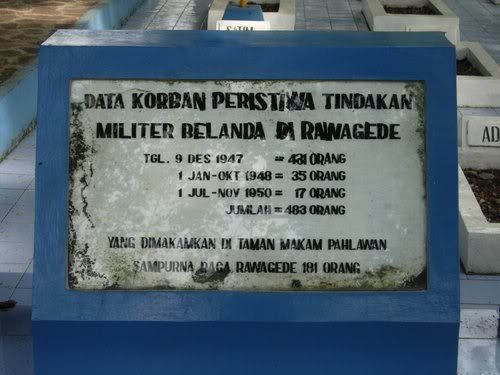 SATIM
DATA KORBAN PERISTIWA TINDAKAN
MILITER BELANDA DI RAWAGEDE
TGL. 9 DES 1947 = 431 ORANG
1 JAN-OKT 1948 = 35 ORANG
1 JUL-NOV 1950 = 17 ORANG
JUMLAH = 483 ORANG
YANG DIMAKAMKAN DI TAMAN MAKAM PAHLAWAN
SAMPURNA RAGA RAWAGEDE 181 ORANG